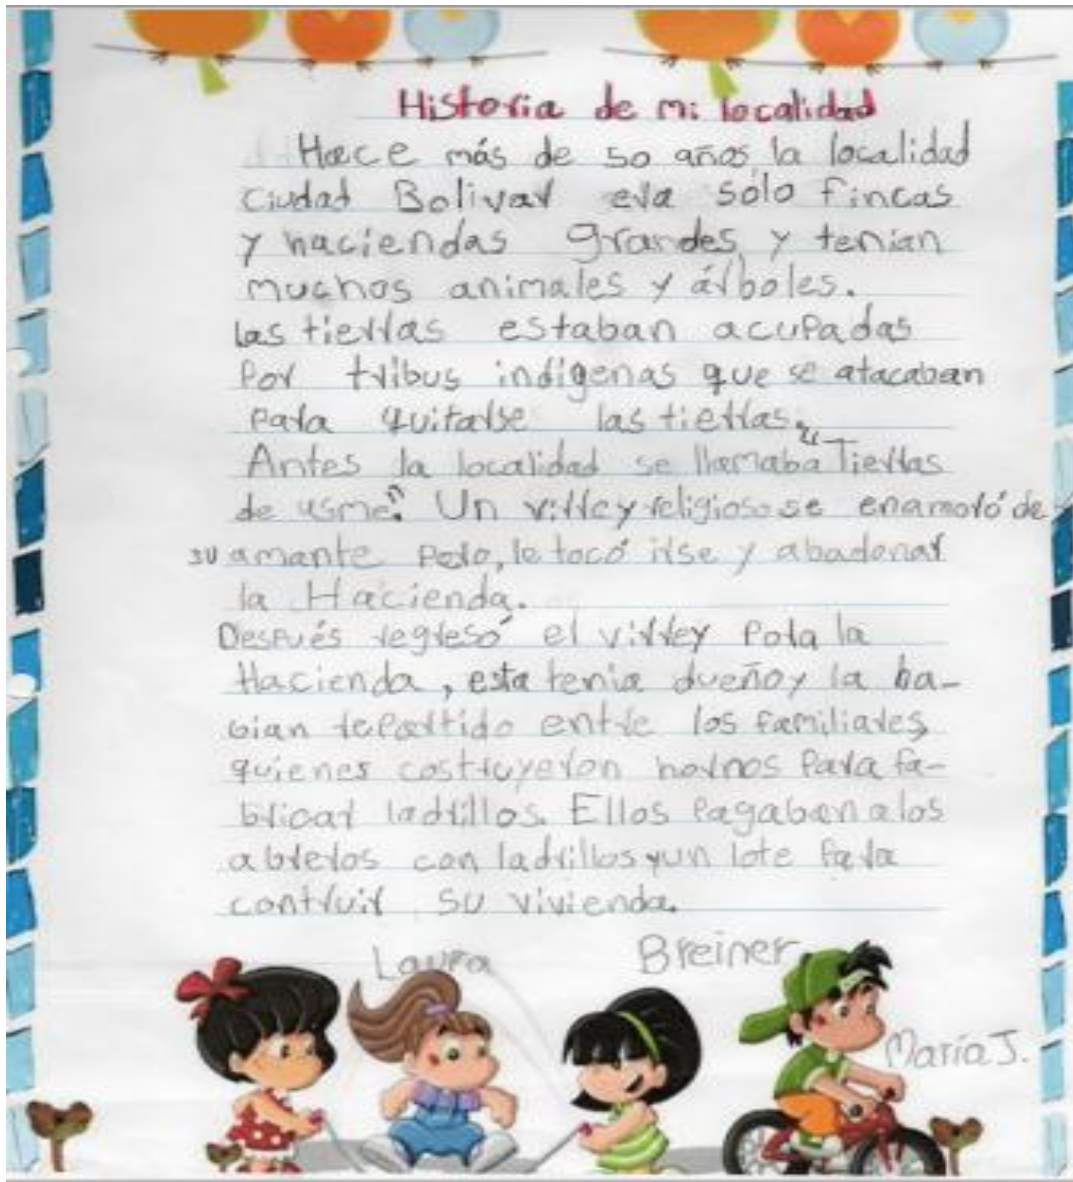 Historia de mi localidad
Hace más de 50 años la localidad
Ciudad Bolivar era solo fincas
y haciendas grandes y tenian
muchos animales y árboles.
las tierras estaban acupadas
Por tribus indigenas que se atacaban
para quitarse las tierras.
Antes la localidad se llamaba "Tierras
de usme". Un virrey religioso se enamoró de
su amante pero, le tocó irse y abadonar
la Hacienda.
Después regresó el virrey Pora la
Hacienda, esta tenia dueño y la ha-
bian repartido entre los familiares,
quienes costruyeron hornos Para fa-
bricar ladrillos. Ellos Pagaban a los
abreros con ladrillos y un lote Para
contruir su vivienda.
Laura
Breiner
María J.